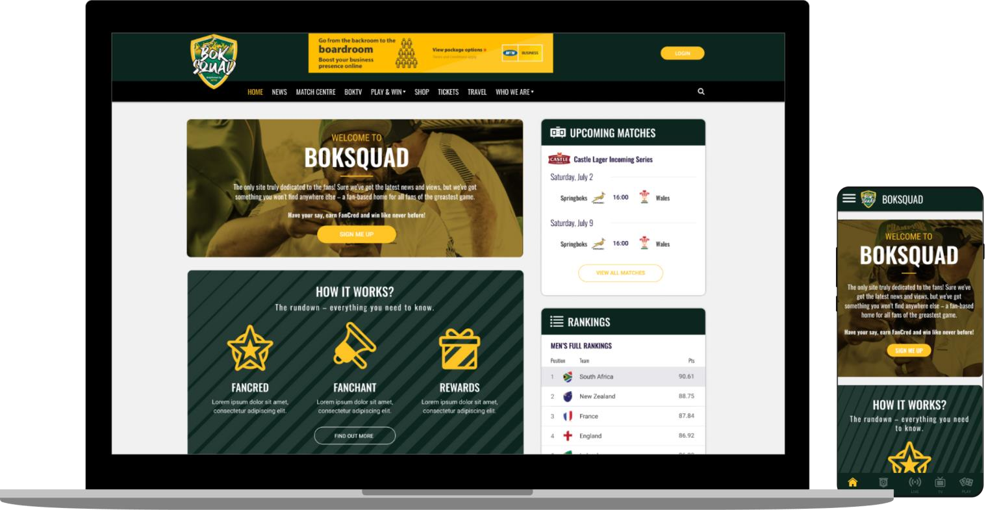 BOK
SQUAD
Go from the backroom to the
boardroom
Boost your business
presence online
View package options
Terms and Conditions apply
MTN
BUSINESS
LOGIN
HOME NEWS MATCH CENTRE BOKTV PLAY & WIN SHOP TICKETS TRAVEL WHO WE ARE
WELCOME TO
BOKSQUAD
The only site truly dedicated to the fans! Sure we've got the latest news and views, but we've got
something you won't find anywhere else – a fan-based home for all fans of the greastest game.
Have your say, earn FanCred and win like never before!
SIGN ME UP
HOW IT WORKS?
The rundown – everything you need to know.
FANCRED
Lorem ipsum dolor sit amet,
consectetur adipiscing elit.
FANCHANT
Lorem ipsum dolor sit amet,
consectetur adipiscing elit.
REWARDS
Lorem ipsum dolor sit amet,
consectetur adipiscing elit.
FIND OUT MORE
UPCOMING MATCHES
CASTLE
Castle Lager Incoming Series
Saturday, July 2
Springboks 16:00 Wales
Saturday, July 9
Springboks 16:00 Wales
VIEW ALL MATCHES
RANKINGS
MEN'S FULL RANKINGS
Position Team Pts
1 South Africa 90.61
2 New Zealand 88.75
3 France 87.84
4 England 86.92
BOKSQUAD
WELCOME TO
BOKSQUAD
The only site truly dedicated to the fans! Sure we've
got the latest news and views, but we've got
something you won't find anywhere else – a fan-based
home for all fans of the greastest game.
Have your say, earn FanCred and win like never before!
SIGN ME UP
HOW IT WORKS?
The rundown – everything you need
to know.
LIVE TV PLAY